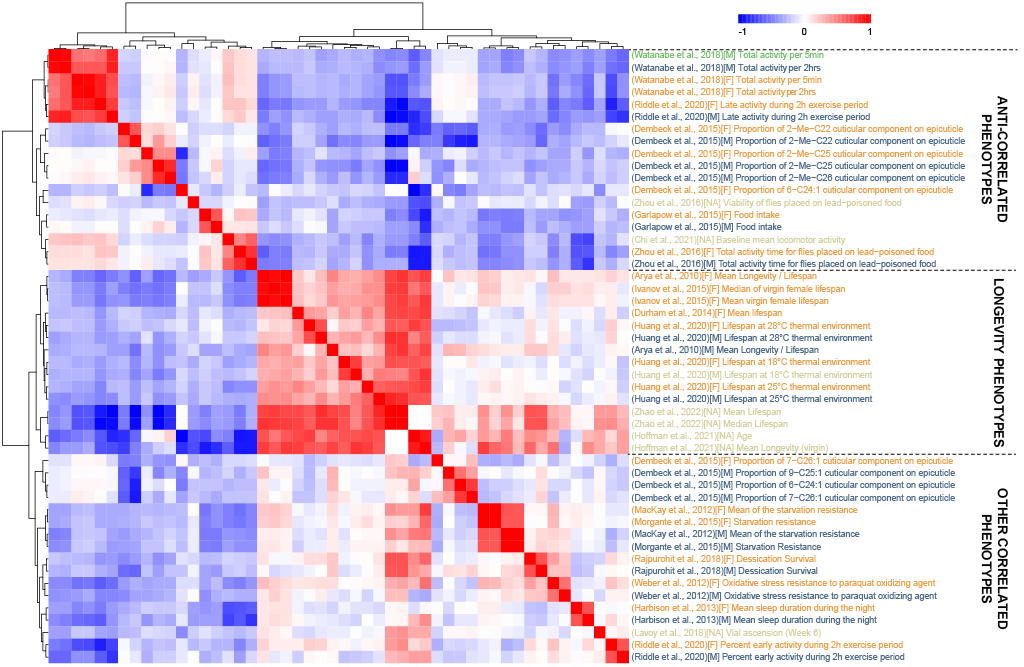 -1 0 1
(Watanabe et al., 2018)[M] Total activity per 5min
(Watanabe et al., 2018)[M] Total activity per 2hrs
(Watanabe et al., 2018)[F] Total activity per 5min
(Watanabe et al., 2018)[F] Total activity per 2hrs
(Riddle et al., 2020)[F] Late activity during 2h exercise period
(Riddle et al., 2020)[M] Late activity during 2h exercise period
(Dembeck et al., 2015)[F] Proportion of 2−Me−C22 cuticular component on epicuticle
(Dembeck et al., 2015)[M] Proportion of 2−Me−C22 cuticular component on epicuticle
(Dembeck et al., 2015)[F] Proportion of 2−Me−C25 cuticular component on epicuticle
(Dembeck et al., 2015)[M] Proportion of 2−Me−C25 cuticular component on epicuticle
(Dembeck et al., 2015)[M] Proportion of 2−Me−C26 cuticular component on epicuticle
(Dembeck et al., 2015)[F] Proportion of 6−C24:1 cuticular component on epicuticle
(Zhou et al., 2016)[NA] Viability of flies placed on lead−poisoned food
(Garlapow et al., 2015)[F] Food intake
(Garlapow et al., 2015)[M] Food intake
(Chi et al., 2021)[NA] Baseline mean locomotor activity
(Zhou et al., 2016)[F] Total activity time for flies placed on lead−poisoned food
(Zhou et al., 2016)[M] Total activity time for flies placed on lead−poisoned food
ANTI-CORRELATED
PHENOTYPES
(Arya et al., 2010)[F] Mean Longevity / Lifespan
(Ivanov et al., 2015)[F] Median of virgin female lifespan
(Ivanov et al., 2015)[F] Mean virgin female lifespan
(Durham et al., 2014)[F] Mean lifespan
(Huang et al., 2020)[F] Lifespan at 28°C thermal environment
(Huang et al., 2020)[M] Lifespan at 28°C thermal environment
(Arya et al., 2010)[M] Mean Longevity / Lifespan
(Huang et al., 2020)[F] Lifespan at 18°C thermal environment
(Huang et al., 2020)[M] Lifespan at 18°C thermal environment
(Huang et al., 2020)[F] Lifespan at 25°C thermal environment
(Huang et al., 2020)[M] Lifespan at 25°C thermal environment
(Zhao et al., 2022)[NA] Mean Lifespan
(Zhao et al., 2022)[NA] Median Lifespan
(Hoffman et al., 2021)[NA] Age
(Hoffman et al., 2021)[NA] Mean Longevity (virgin)
LONGEVITY PHENOTYPES
(Dembeck et al., 2015)[F] Proportion of 7−C26:1 cuticular component on epicuticle
(Dembeck et al., 2015)[M] Proportion of 9−C25:1 cuticular component on epicuticle
(Dembeck et al., 2015)[M] Proportion of 6−C24:1 cuticular component on epicuticle
(Dembeck et al., 2015)[M] Proportion of 7−C26:1 cuticular component on epicuticle
(MacKay et al., 2012)[F] Mean of the starvation resistance
(Morgante et al., 2015)[F] Starvation resistance
(MacKay et al., 2012)[M] Mean of the starvation resistance
(Morgante et al., 2015)[M] Starvation Resistance
(Rajpurohit et al., 2018)[F] Dessication Survival
(Rajpurohit et al., 2018)[M] Dessication Survival
(Weber et al., 2012)[F] Oxidative stress resistance to paraquat oxidizing agent
(Weber et al., 2012)[M] Oxidative stress resistance to paraquat oxidizing agent
(Harbison et al., 2013)[F] Mean sleep duration during the night
(Harbison et al., 2013)[M] Mean sleep duration during the night
(Lavoy et al., 2018)[NA] Vial ascension (Week 6)
(Riddle et al., 2020)[F] Percent early activity during 2h exercise period
(Riddle et al., 2020)[M] Percent early activity during 2h exercise period
OTHER CORRELATED
PHENOTYPES